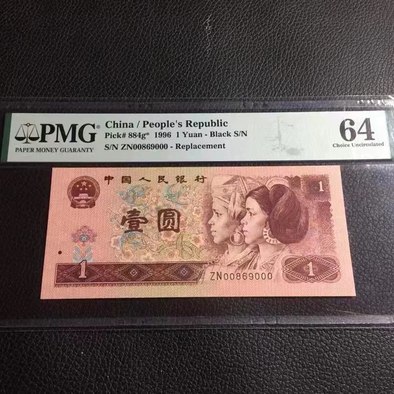 PMG
PAPER MONEY GUARANTY
China / People's Republic
Pick# 884g* 1996 1 Yuan - Black S/N
S/N ZN00869000 - Replacement
64
Choice Uncirculated
中国人民银行
1
壹圆
1
ZN00869000
1